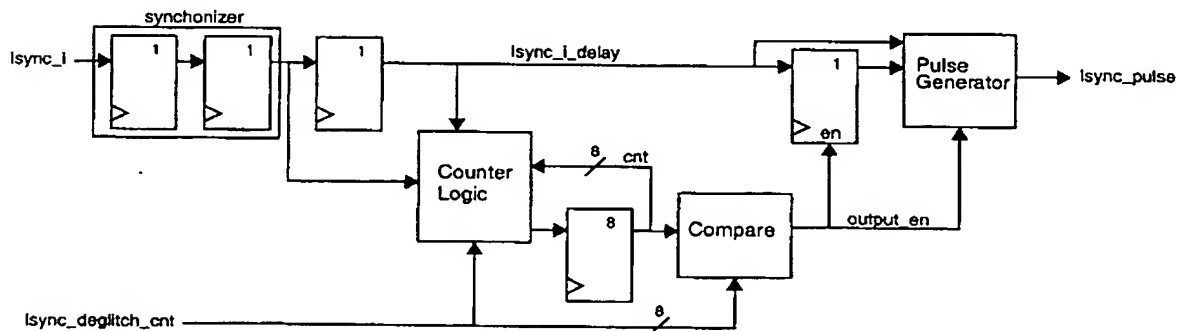 synchonizer
1
1
1
lsync_i
lsync_i_delay
1
en
Pulse
Generator
lsync_pulse
Counter
Logic
8
cnt
8
Compare
output_en
lsync_deglitch_cnt
8